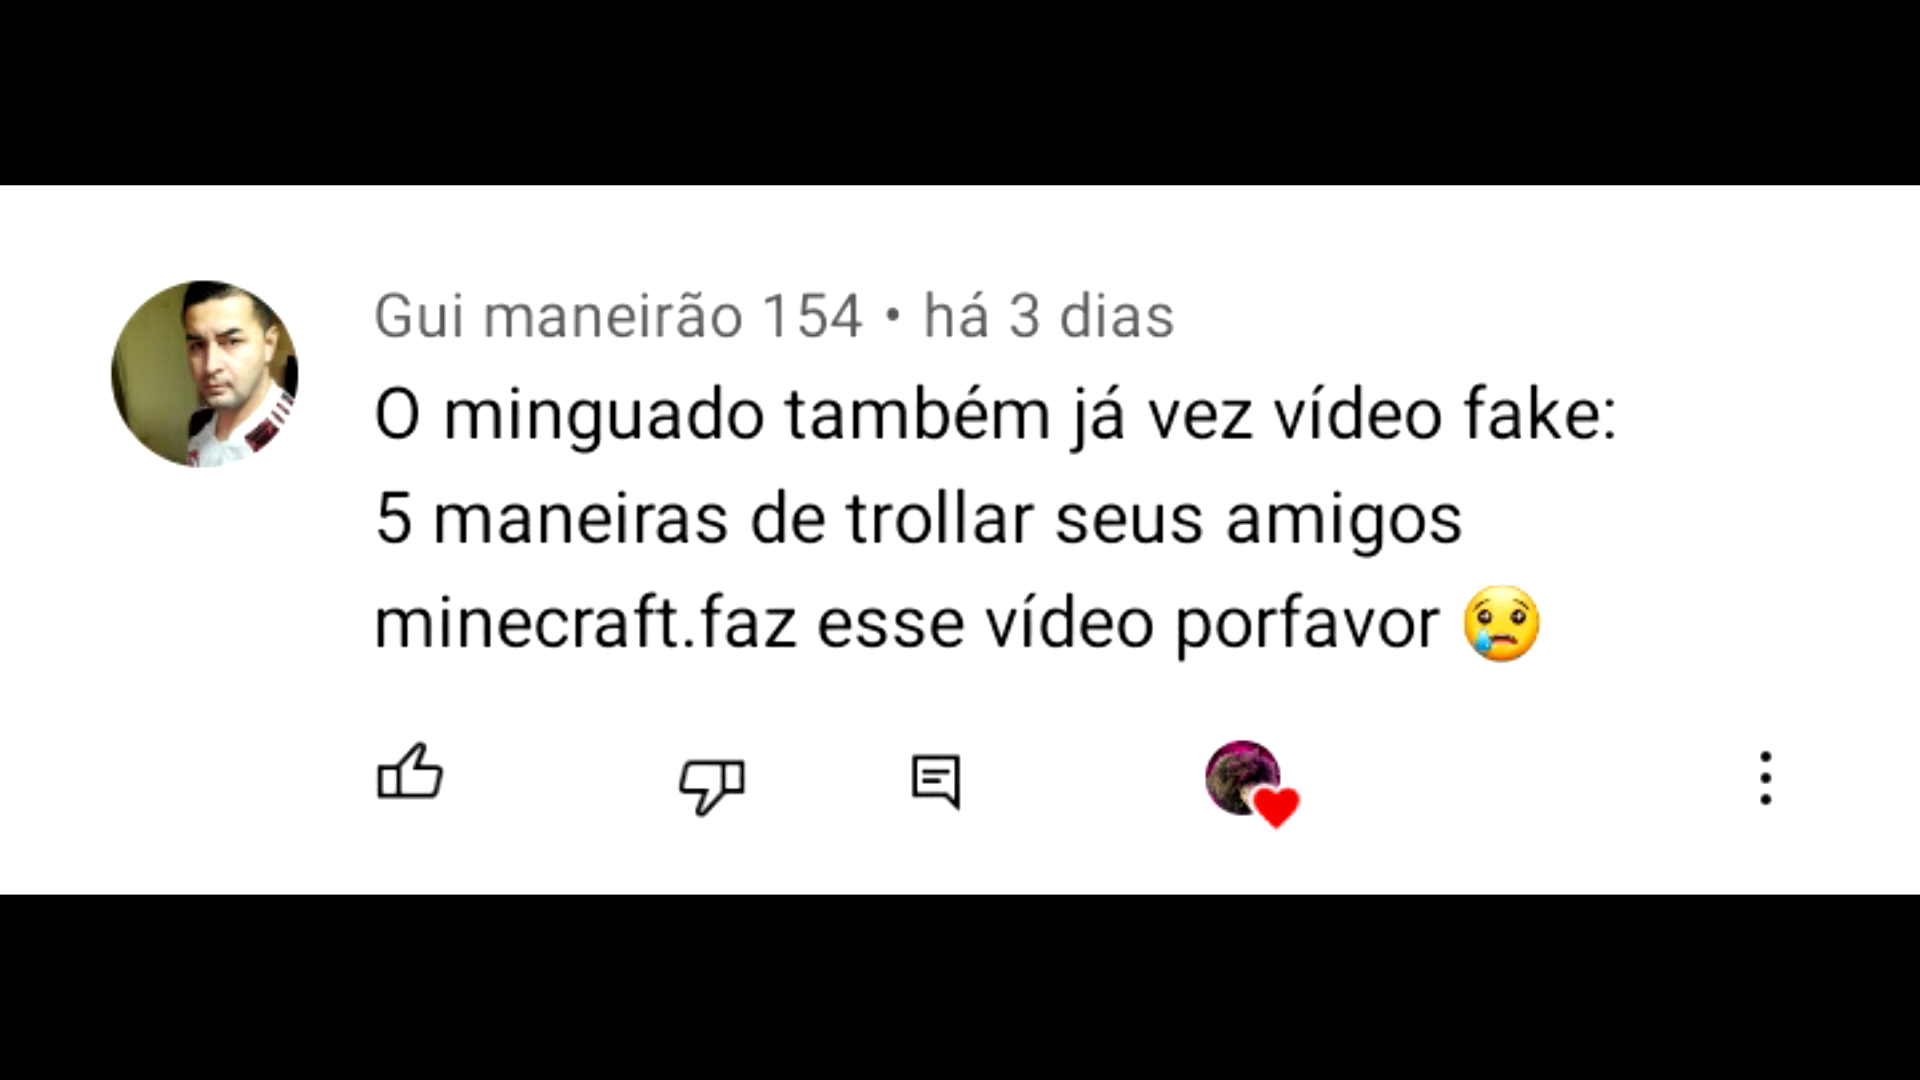 Gui maneirão 154 • há 3 dias
O minguado também já vez vídeo fake:
5 maneiras de trollar seus amigos
minecraft.faz esse vídeo porfavor 😢